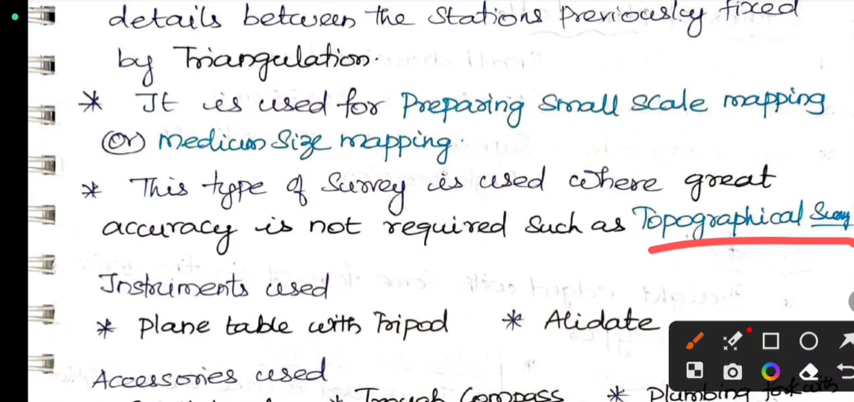 details between the Stations previously fixed
by Triangulation.
* It is used for Preparing small scale mapping
(or) medium size mapping.
* This type of Survey is used where great
accuracy is not required such as Topographical Survey
Instruments used
* Plane table with Tripod * Alidate
Accessories used
* Trough Compass * Plumbing fork with